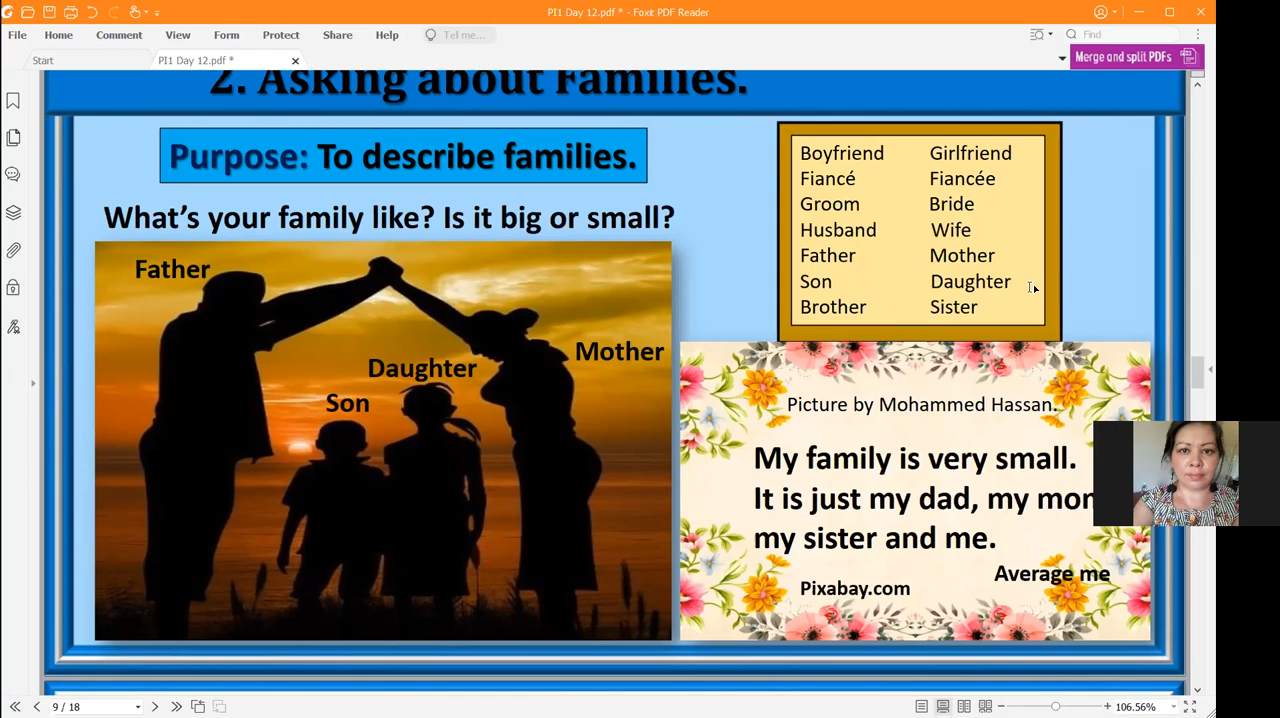 PI1 Day 12.pdf * - Foxit PDF Reader
File Home Comment View Form Protect Share Help Tell me... Find
Start PI1 Day 12.pdf * Merge and split PDFs
2. Asking about Families.
Purpose: To describe families.
What's your family like? Is it big or small?
Father
Mother
Daughter
Son
Boyfriend Girlfriend
Fiancé Fiancée
Groom Bride
Husband Wife
Father Mother
Son Daughter
Brother Sister
Picture by Mohammed Hassan.
My family is very small.
It is just my dad, my
my sister and me.
Average me
Pixabay.com
9 / 18 106.56%